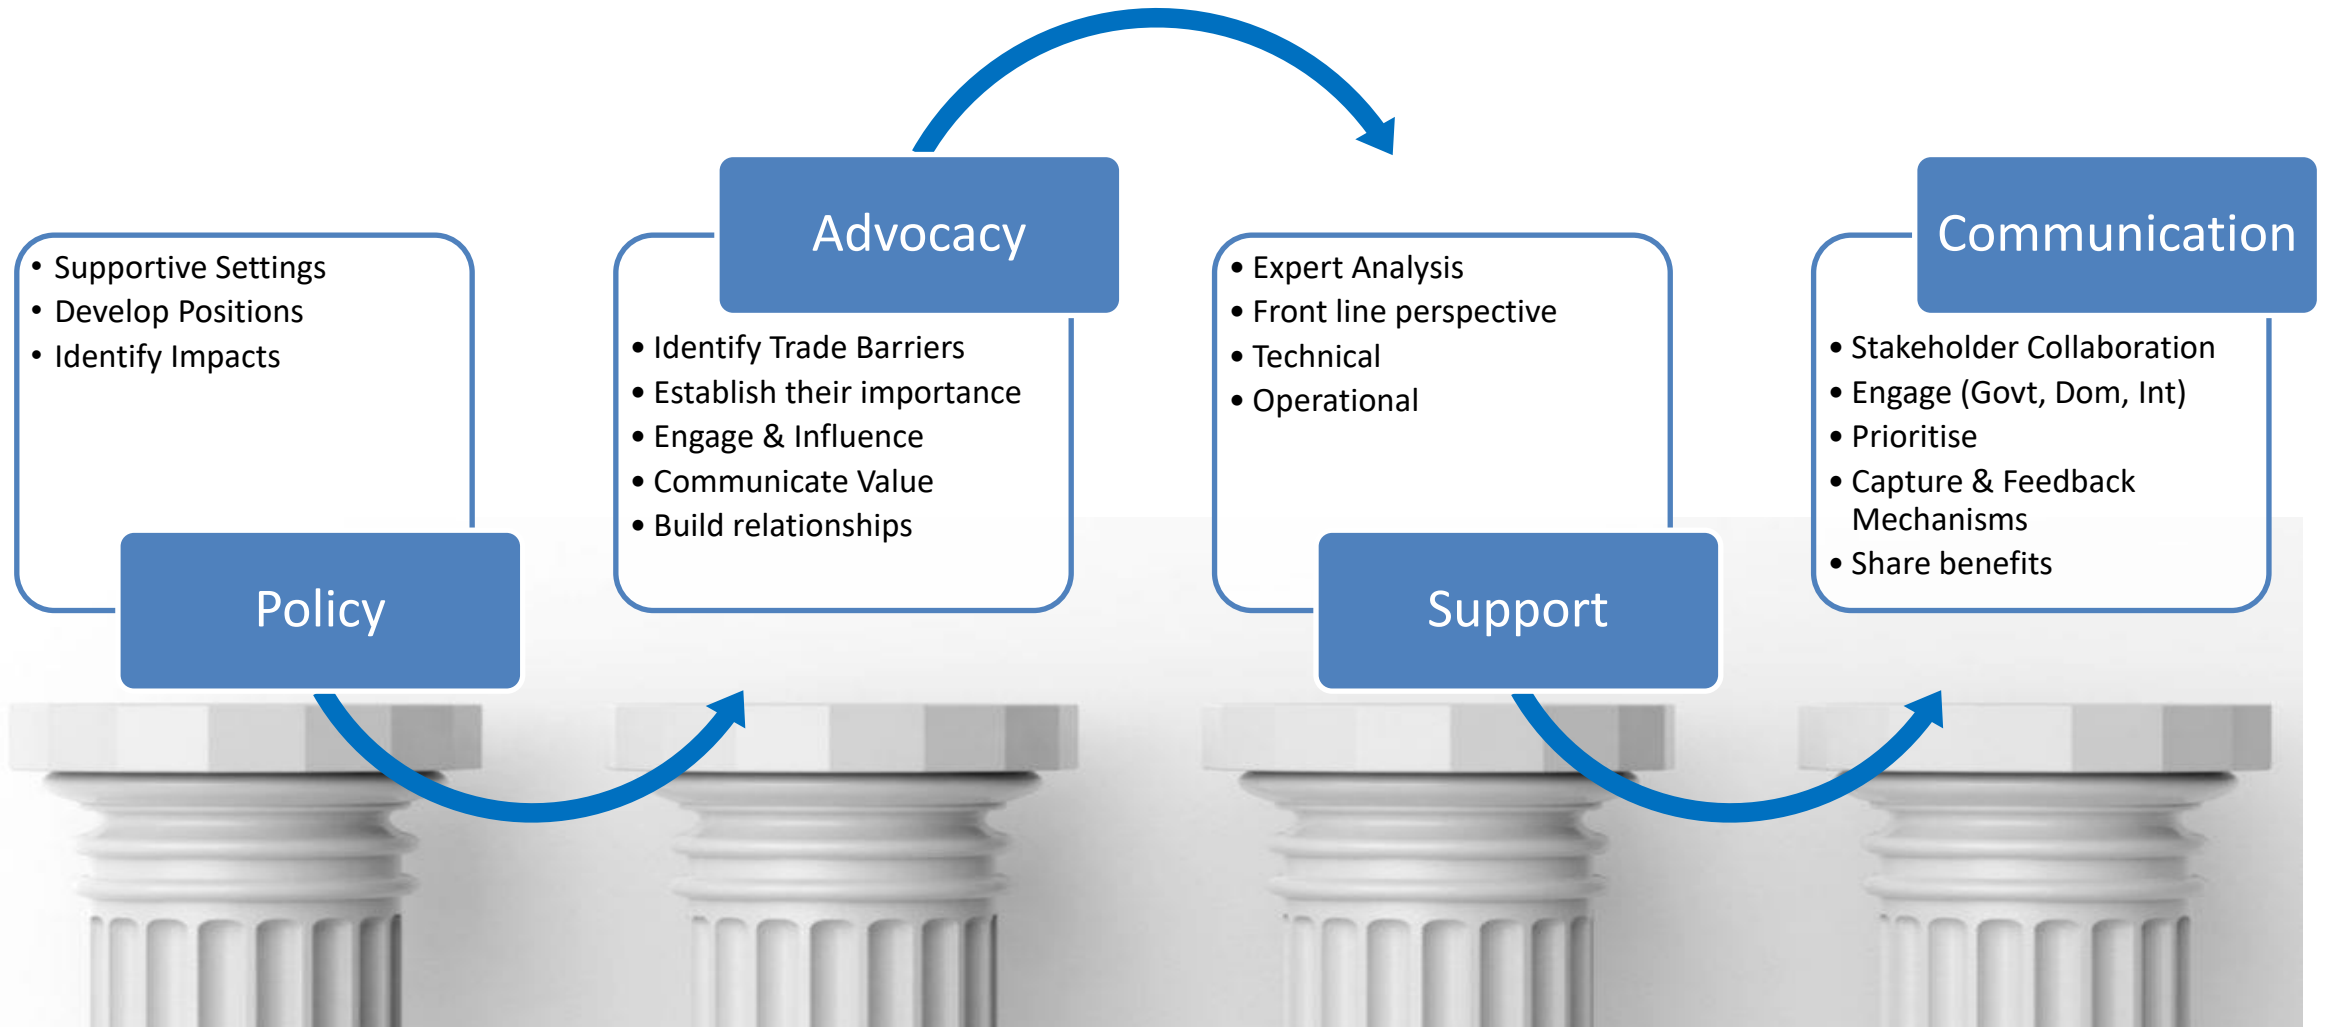 • Supportive Settings
• Develop Positions
• Identify Impacts
Policy
Advocacy
• Identify Trade Barriers
• Establish their importance
• Engage & Influence
• Communicate Value
• Build relationships
• Expert Analysis
• Front line perspective
• Technical
• Operational
Support
Communication
• Stakeholder Collaboration
• Engage (Govt, Dom, Int)
• Prioritise
• Capture & Feedback
Mechanisms
• Share benefits